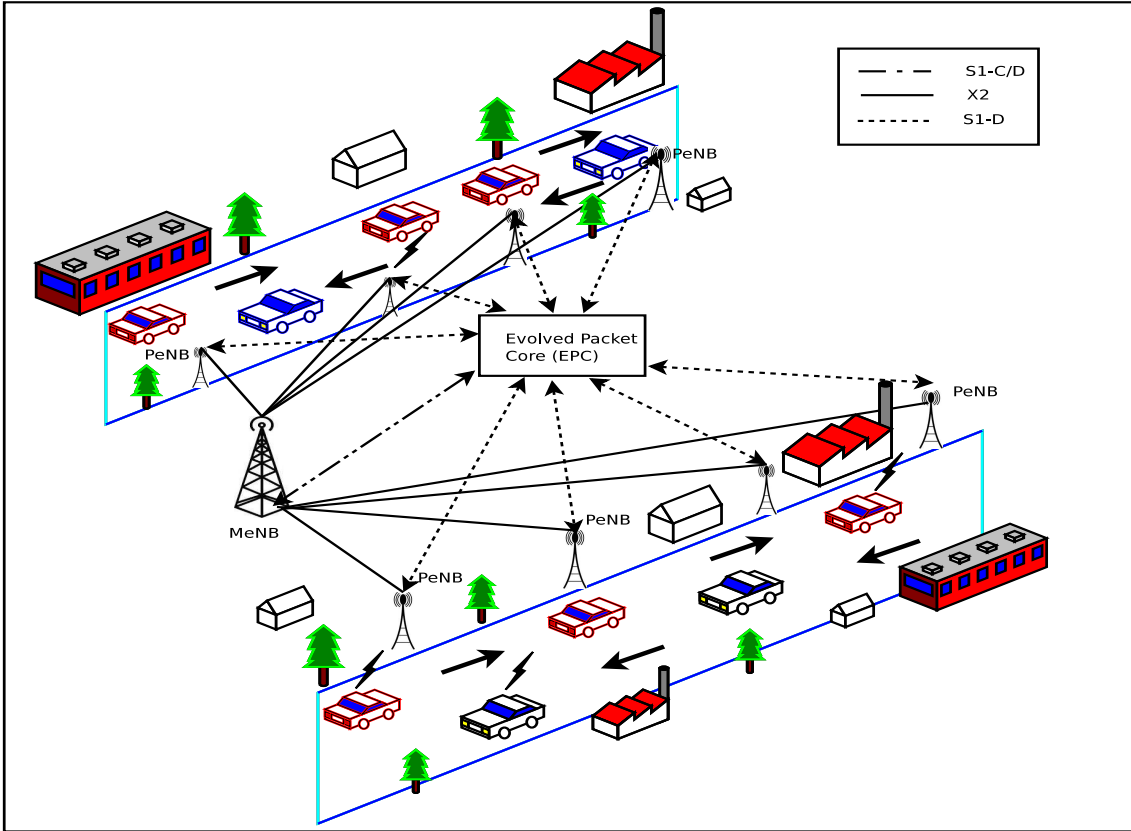 S1-C/D
X2
S1-D
PeNB
Evolved Packet
Core (EPC)
PeNB
PeNB
PeNB
MeNB
PeNB